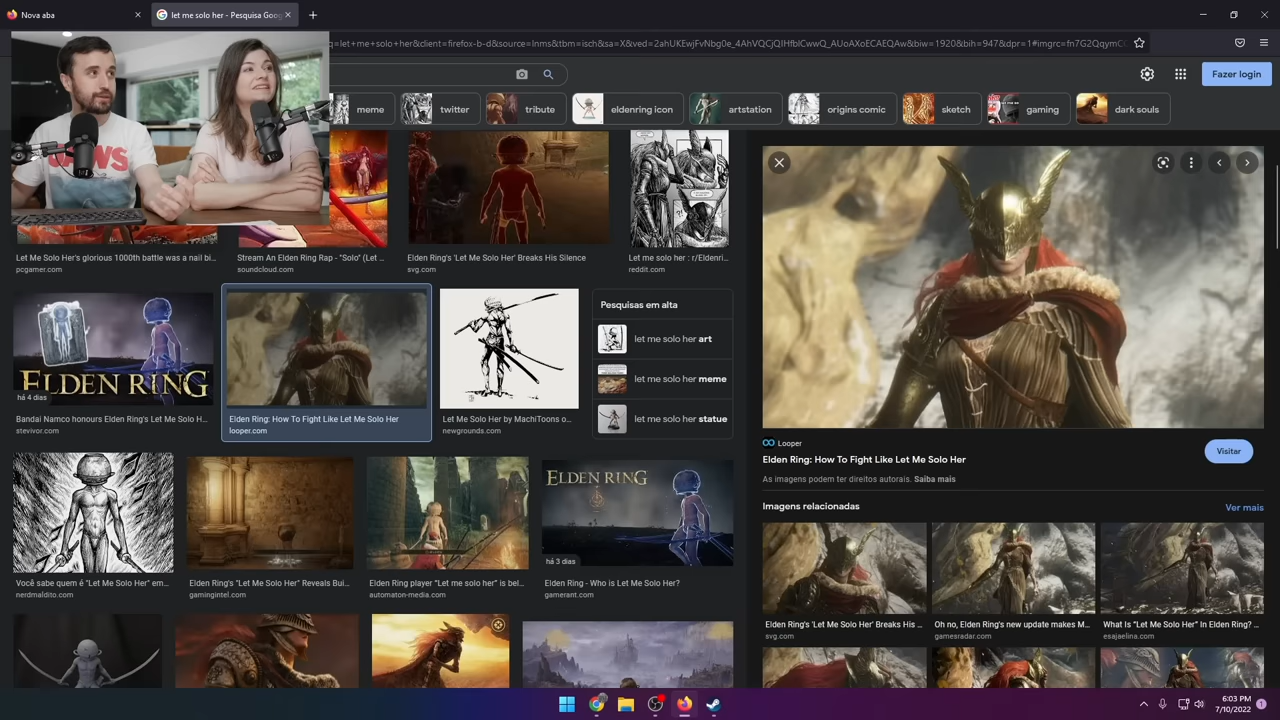 Nova aba
let me solo her - Pesquisa Goog
q=let+me+solo+her&client=firefox-b-d&source=lnms&tbm=isch&sa=X&ved=2ahUKEwjFvNbg0e_4AhVQCjQIHfbICwwQ_AUoAXoECAEQAw&biw=1920&bih=947&dpr=1#imgrc=fn7G2QqymC
Fazer login
meme
twitter
tribute
eldenring icon
artstation
origins comic
sketch
gaming
dark souls
Let Me Solo Her's glorious 1000th battle was a nail bi...
pcgamer.com
Stream An Elden Ring Rap - "Solo" (Let ...
soundcloud.com
Elden Ring's 'Let Me Solo Her' Breaks His Silence
svg.com
Let me solo her : r/Eldenri...
reddit.com
ELDEN RING
há 4 dias
Bandai Namco honours Elden Ring's Let Me Solo H...
stevivor.com
Elden Ring: How To Fight Like Let Me Solo Her
looper.com
Let Me Solo Her by MachiToons o...
newgrounds.com
Pesquisas em alta
let me solo her art
let me solo her meme
let me solo her statue
Looper
Elden Ring: How To Fight Like Let Me Solo Her
As imagens podem ter direitos autorais. Saiba mais
Visitar
Imagens relacionadas
Ver mais
Você sabe quem é "Let Me Solo Her" em...
nerdmaldito.com
Elden Ring's "Let Me Solo Her" Reveals Bui...
gamingintel.com
Elden Ring player "Let me solo her" is bel...
automaton-media.com
ELDEN RING
há 3 dias
Elden Ring - Who is Let Me Solo Her?
gamerant.com
Elden Ring's 'Let Me Solo Her' Breaks His ...
svg.com
Oh no, Elden Ring's new update makes M...
gamesradar.com
What Is "Let Me Solo Her" In Elden Ring? ...
esajaelina.com
6:03 PM
7/10/2022
1